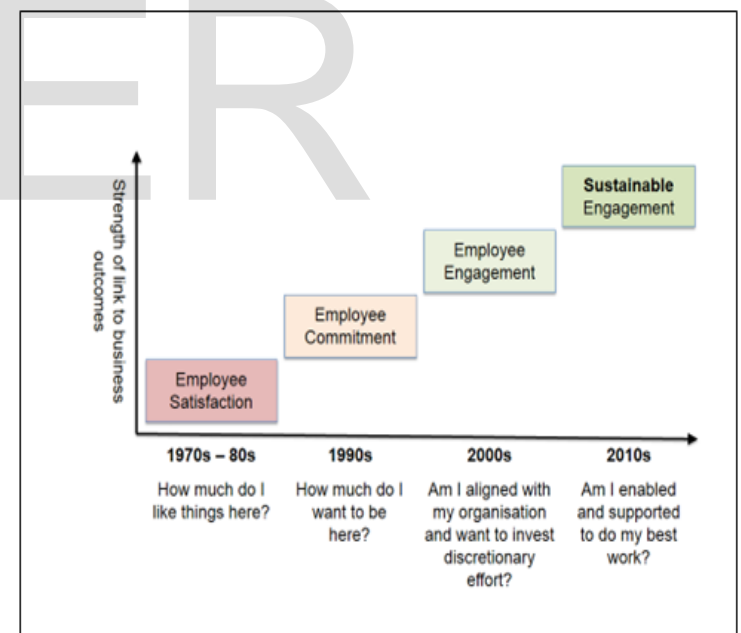 ER
Strength of link to business
outcomes
Sustainable
Engagement
Employee
Engagement
Employee
Commitment
Employee
Satisfaction
1970s – 80s
How much do I
like things here?
1990s
How much do I
want to be
here?
2000s
Am I aligned with
my organisation
and want to invest
discretionary
effort?
2010s
Am I enabled
and supported
to do my best
work?